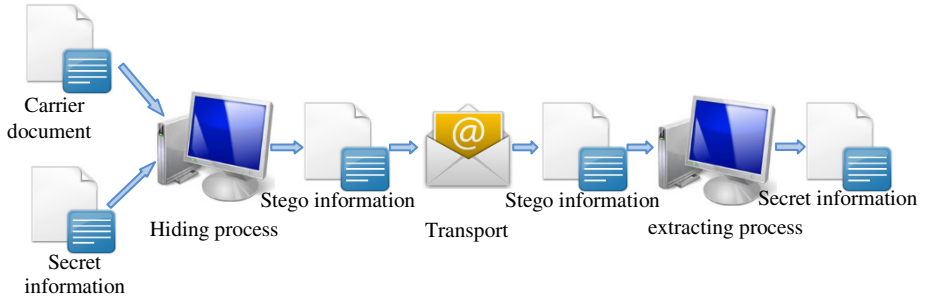 Carrier
document
Secret
information
Hiding process
Stego information
@
Transport
Stego information
extracting process
Secret information